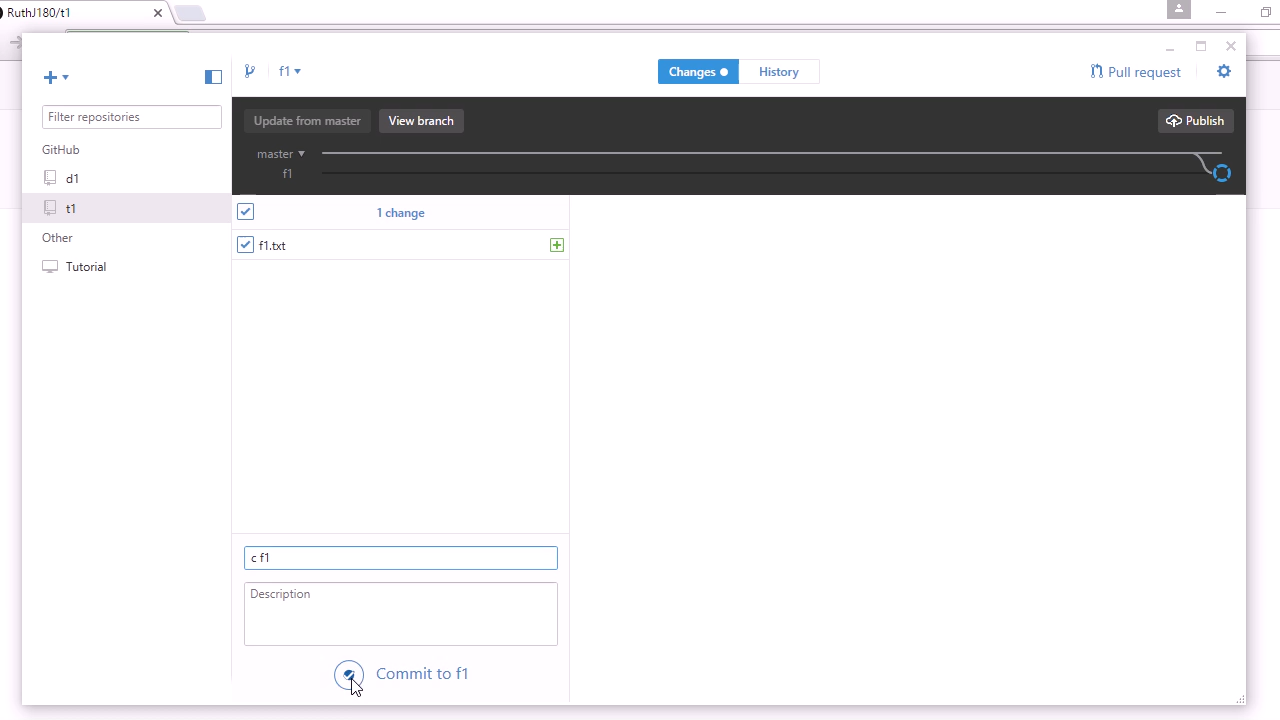 RuthJ180/t1
f1
Changes
History
Pull request
Filter repositories
Update from master
View branch
Publish
GitHub
master
d1
f1
t1
1 change
Other
f1.txt
Tutorial
c f1
Description
Commit to f1